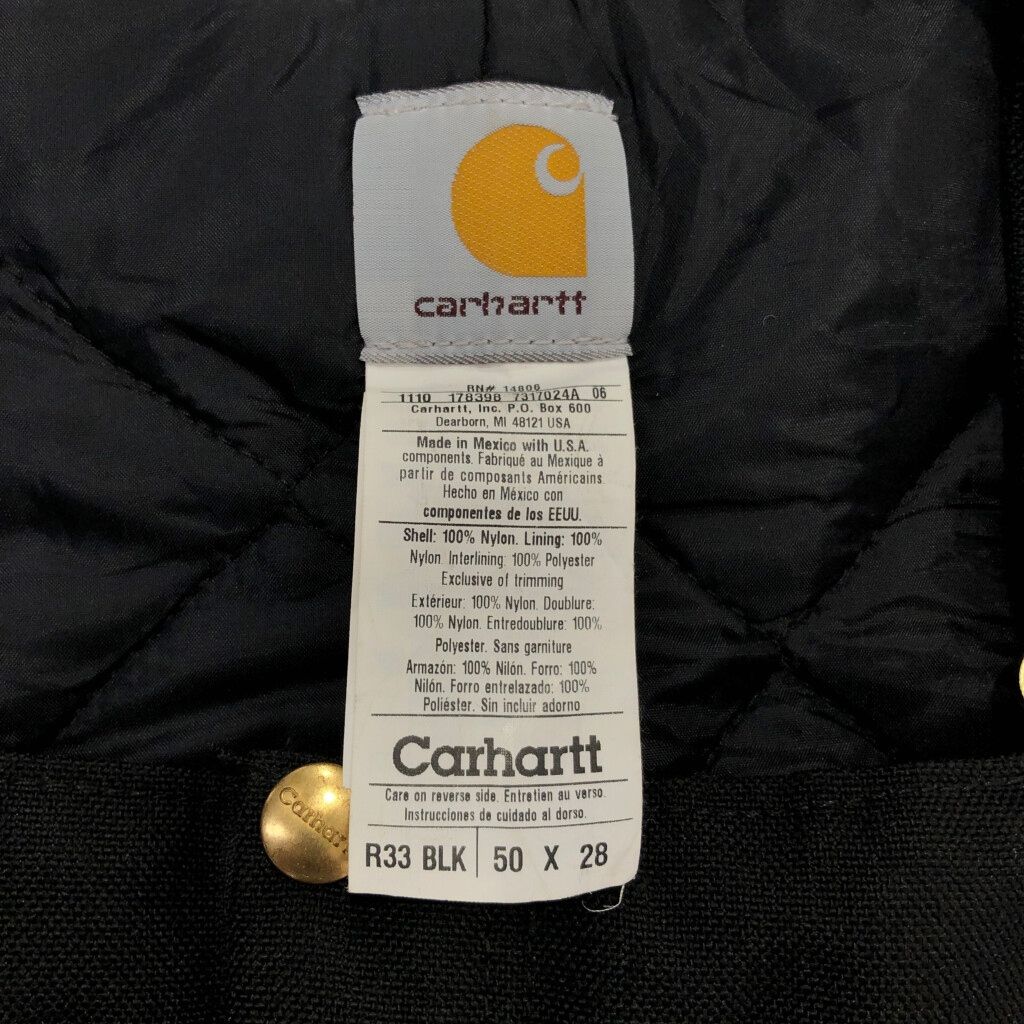 carhartt
RN# 14806
1110 17839B 7317024A 06
Carhartt, Inc. P.O. Box 600
Dearborn, MI 48121 USA
Made in Mexico with U.S.A.
components. Fabriqué au Mexique à
partir de composants Américains.
Hecho en México con
componentes de los EEUU.
Shell: 100% Nylon. Lining: 100%
Nylon. Interlining: 100% Polyester
Exclusive of trimming
Extérieur: 100% Nylon. Doublure:
100% Nylon. Entredoublure: 100%
Polyester. Sans garniture
Armazón: 100% Nilón. Forro: 100%
Nilón. Forro entrelazado: 100%
Poliéster. Sin incluir adorno
Carhartt
Care on reverse side. Entretien au verso.
Instrucciones de cuidado al dorso.
R33 BLK 50 X 28
Carhart